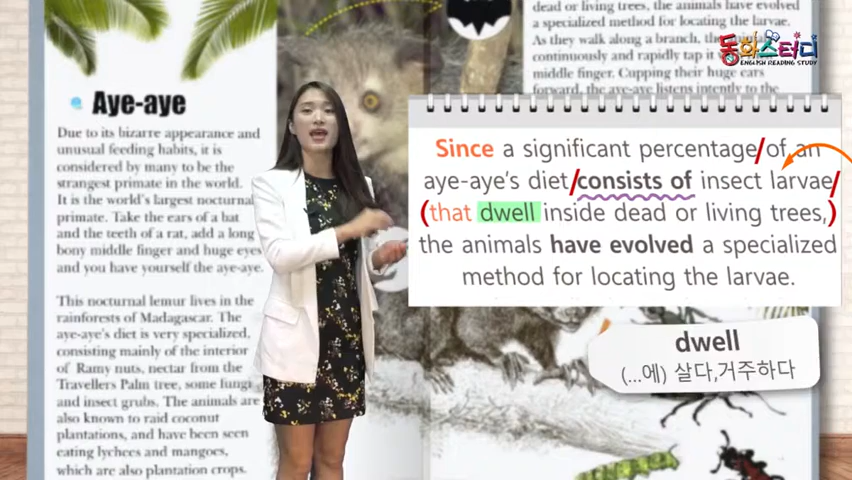 Aye-aye
Due to its bizarre appearance and
unusual feeding habits, it is
considered by many to be the
strangest primate in the world.
It is the world's largest nocturnal
primate. Take the ears of a bat
and the teeth of a rat, add a long
bony middle finger and huge eyes
and you have yourself the aye-aye.
This nocturnal lemur lives in the
rainforests of Madagascar. The
aye-aye's diet is very specialized,
consisting mainly of the interior
of Ramy nuts, nectar from the
Travellers Palm tree, some fungi
and insect grubs. The animals are
also known to raid coconut
plantations, and have been seen
eating lychees and mangoes,
which are also plantation crops.
dead or living trees, the animals have evolved
a specialized method for locating the larvae.
As they walk along a branch, the
continuously and rapidly tap it
middle finger. Cupping their huge ears
forward, the aye-aye listens intently to the
동화스터디
ENGLISH READING STUDY
Since a significant percentage/of an
aye-aye's diet/consists of insect larvae/
(that dwell inside dead or living trees,)
the animals have evolved a specialized
method for locating the larvae.
dwell
(...에) 살다,거주하다